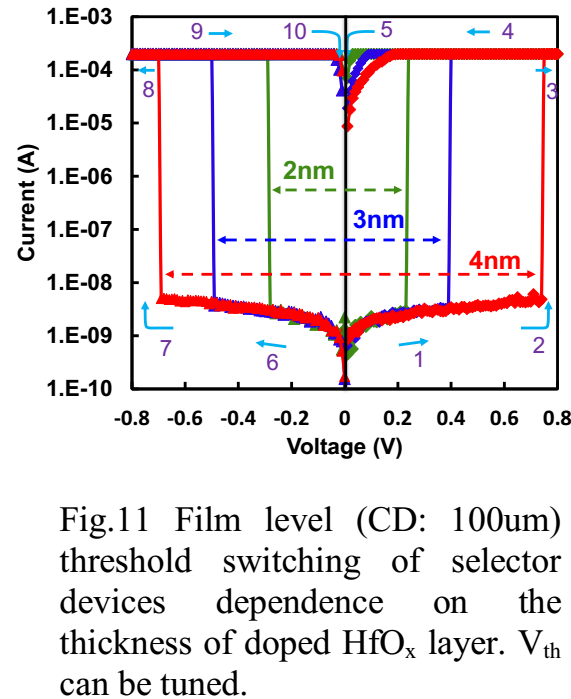 1.E-03
9
10
5
4
1.E-04
8
3
1.E-05
1.E-06
2nm
1.E-07
3nm
4nm
1.E-08
7
6
1
2
1.E-09
1.E-10
Current (A)
-0.8 -0.6 -0.4 -0.2 0 0.2 0.4 0.6 0.8
Voltage (V)
Fig.11 Film level (CD: 100um)
threshold switching of selector
devices dependence on the
thickness of doped HfOₓ layer. Vₜₕ
can be tuned.